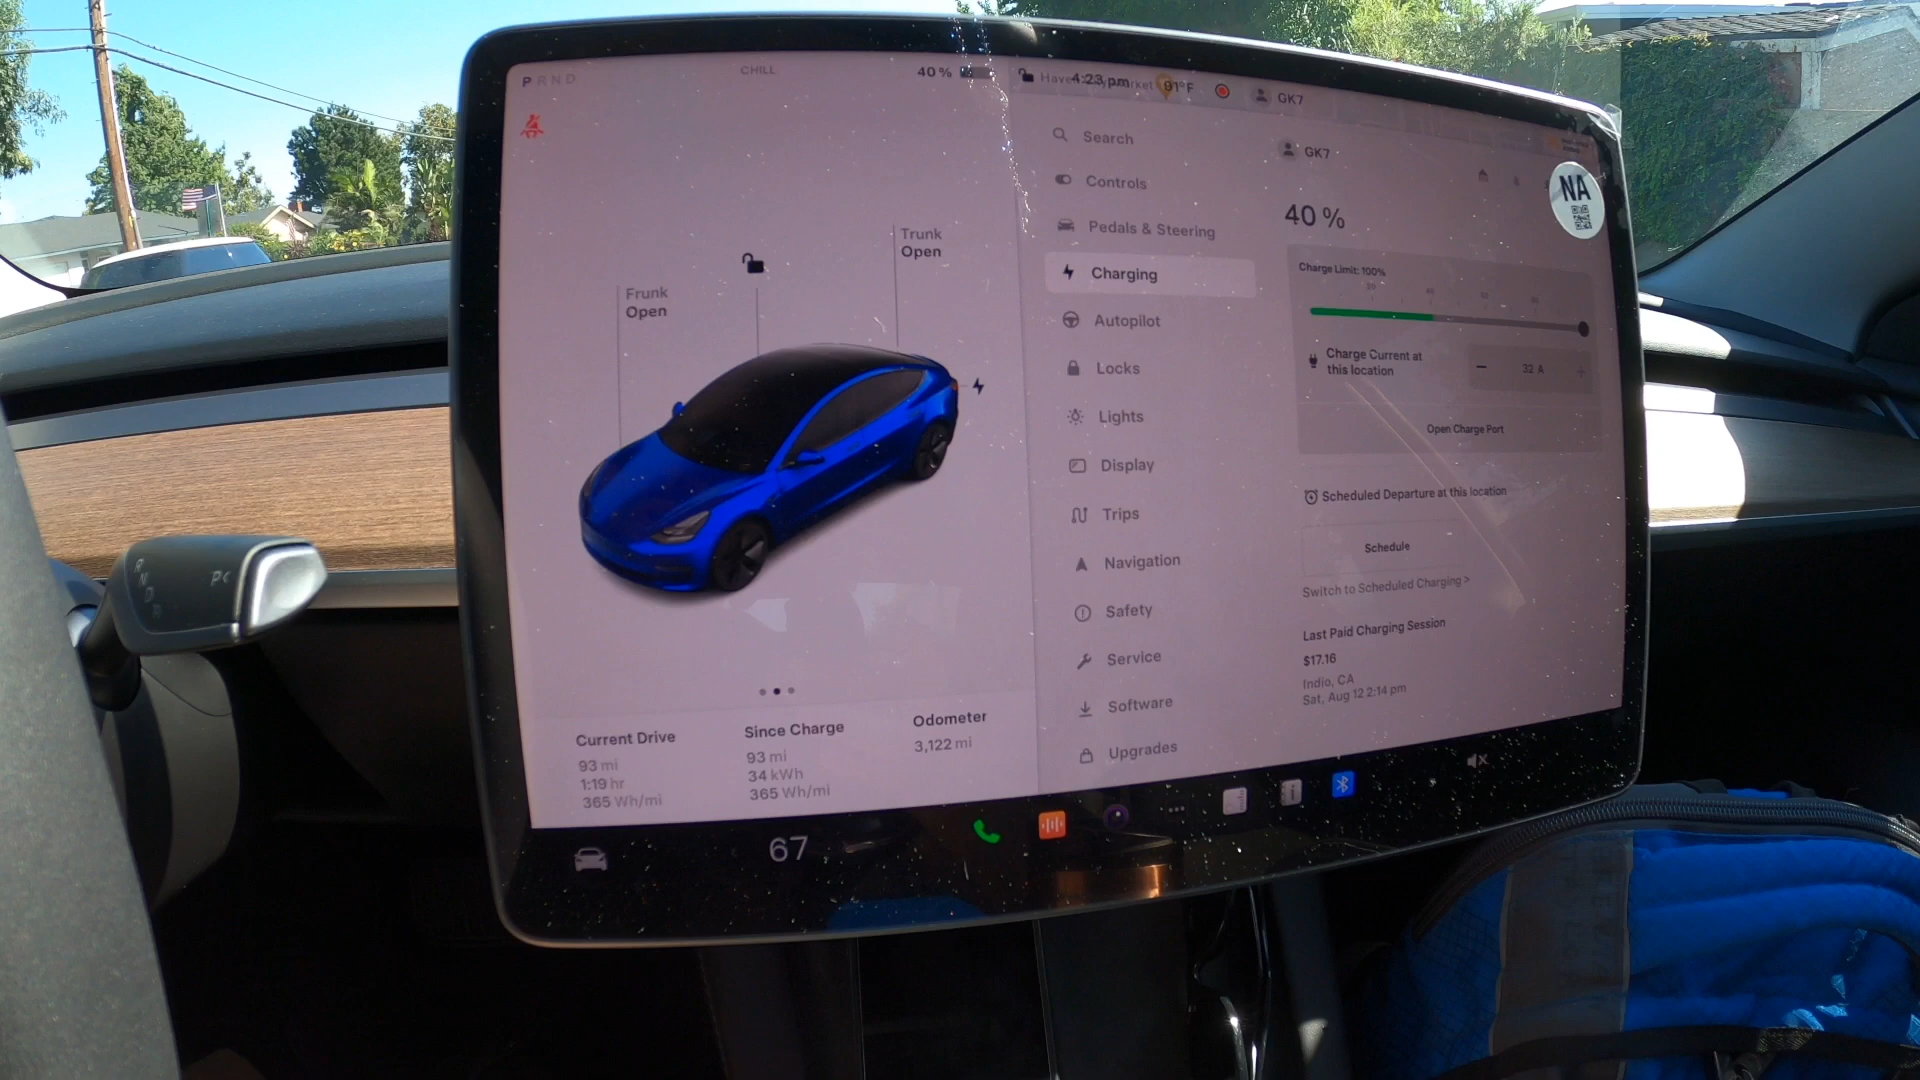 PRND
CHILL
40 %
4:23 pm
91°F
GK7
Frunk
Open
Trunk
Open
Current Drive
93 mi
1:19 hr
365 Wh/mi
Since Charge
93 mi
34 kWh
365 Wh/mi
Odometer
3,122 mi
Search
Controls
Pedals & Steering
Charging
Autopilot
Locks
Lights
Display
Trips
Navigation
Safety
Service
Software
Upgrades
GK7
40 %
NA
Charge Limit: 100%
Charge Current at
this location
32 A
Open Charge Port
Scheduled Departure at this location
Schedule
Switch to Scheduled Charging >
Last Paid Charging Session
$17.16
Indio, CA
Sat, Aug 12 2:14 pm
67
R
N
D
P